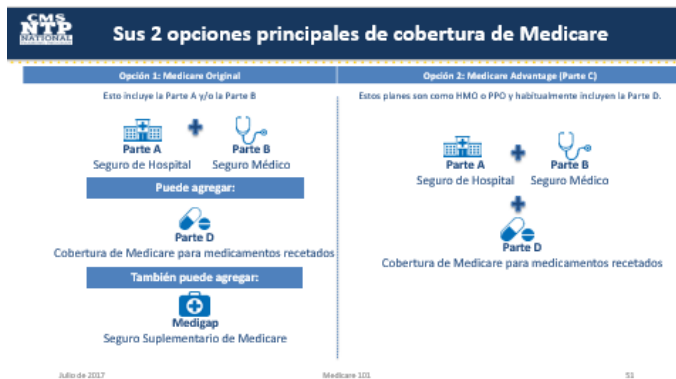 CMS
NTP
NATIONAL
Sus 2 opciones principales de cobertura de Medicare
Opción 1: Medicare Original
Esto incluye la Parte A y/o la Parte B
Parte A
Seguro de Hospital
Parte B
Seguro Médico
Puede agregar:
Parte D
Cobertura de Medicare para medicamentos recetados
También puede agregar:
Medigap
Seguro Suplementario de Medicare
Opción 2: Medicare Advantage (Parte C)
Estos planes son como HMO o PPO y habitualmente incluyen la Parte D.
Parte A
Seguro de Hospital
Parte B
Seguro Médico
Parte D
Cobertura de Medicare para medicamentos recetados
Julio de 2017
Medicare 101
51